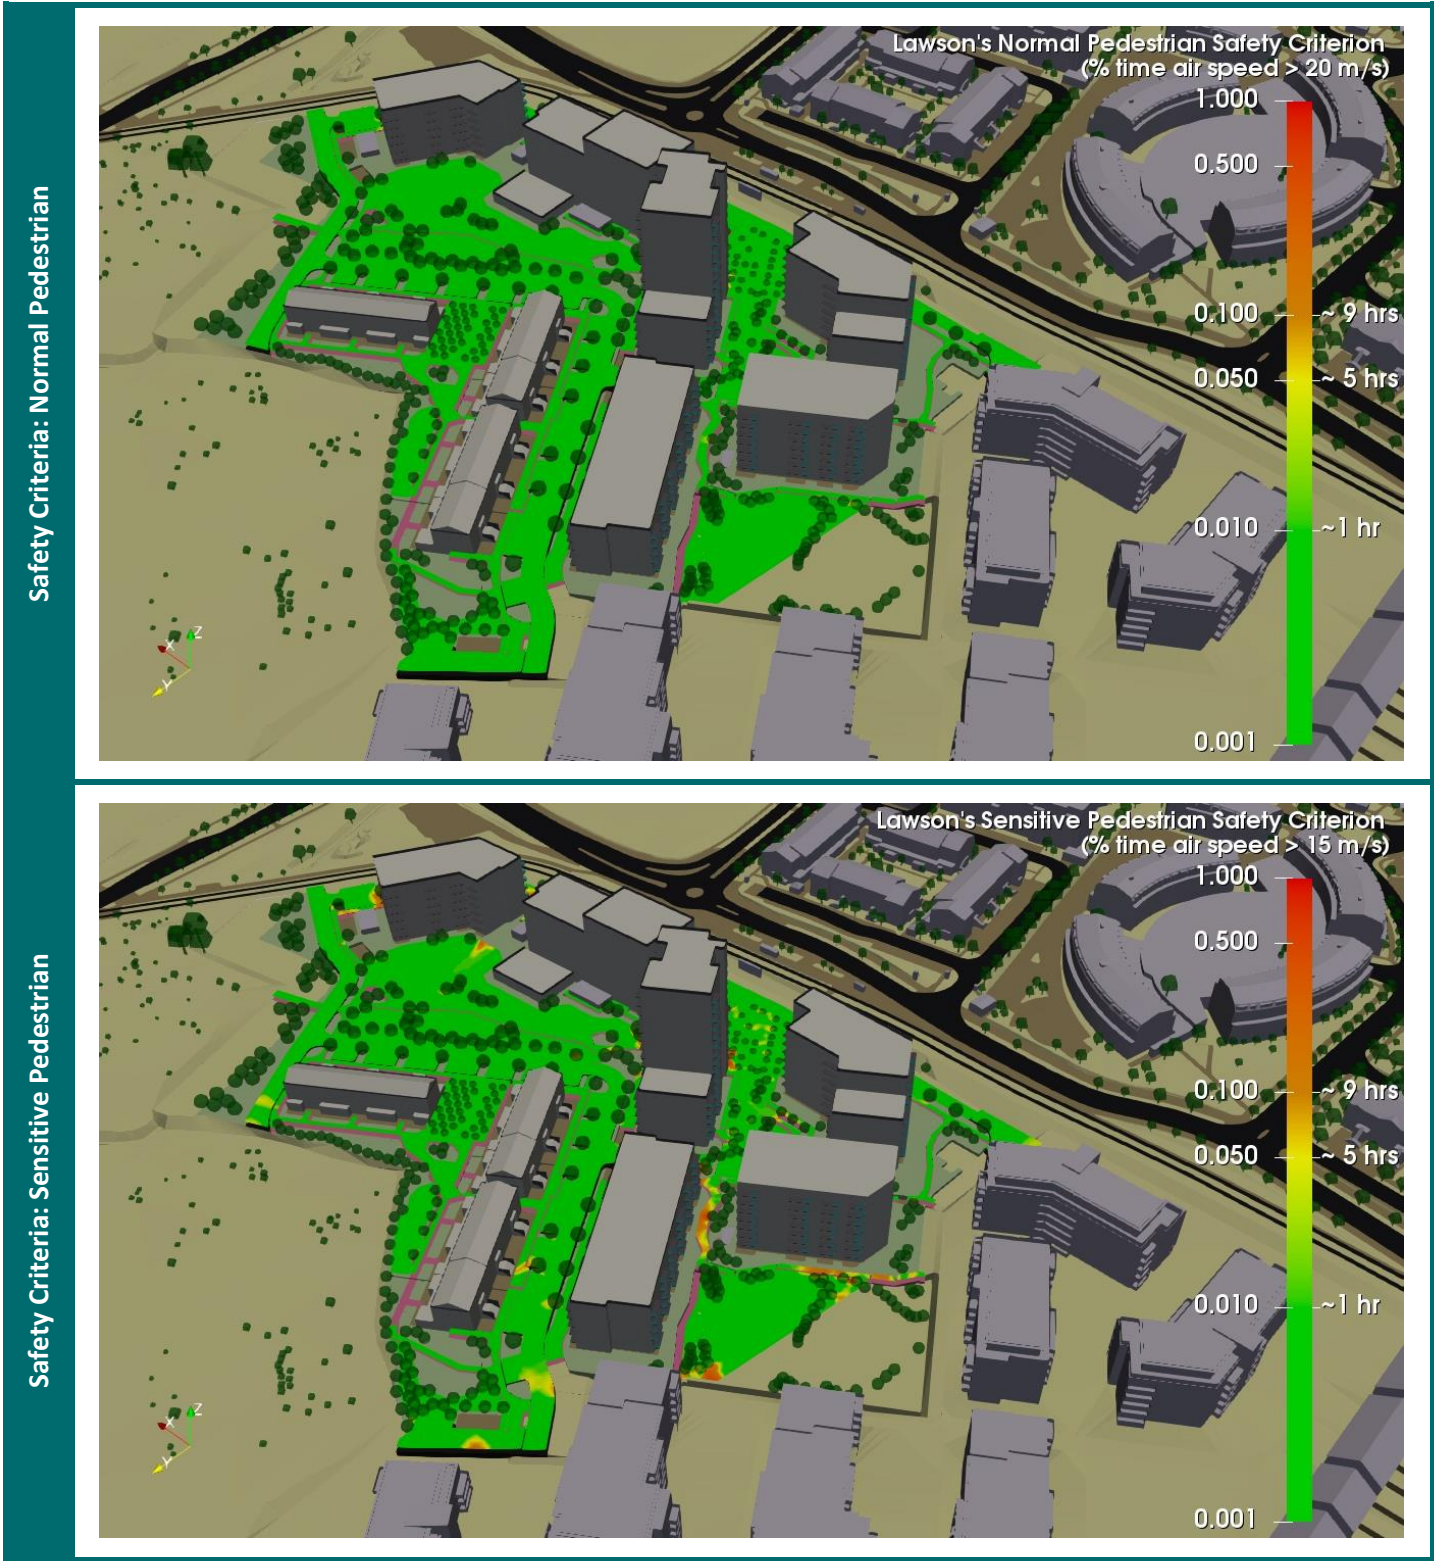 Safety Criteria: Normal Pedestrian
Lawson's Normal Pedestrian Safety Criterion
(% time air speed > 20 m/s)
1.000
0.500
0.100 ~ 9 hrs
0.050 ~ 5 hrs
0.010 ~1 hr
0.001
X Z
Y
Safety Criteria: Sensitive Pedestrian
Lawson's Sensitive Pedestrian Safety Criterion
(% time air speed > 15 m/s)
1.000
0.500
0.100 ~ 9 hrs
0.050 ~ 5 hrs
0.010 ~1 hr
0.001
X Z
Y